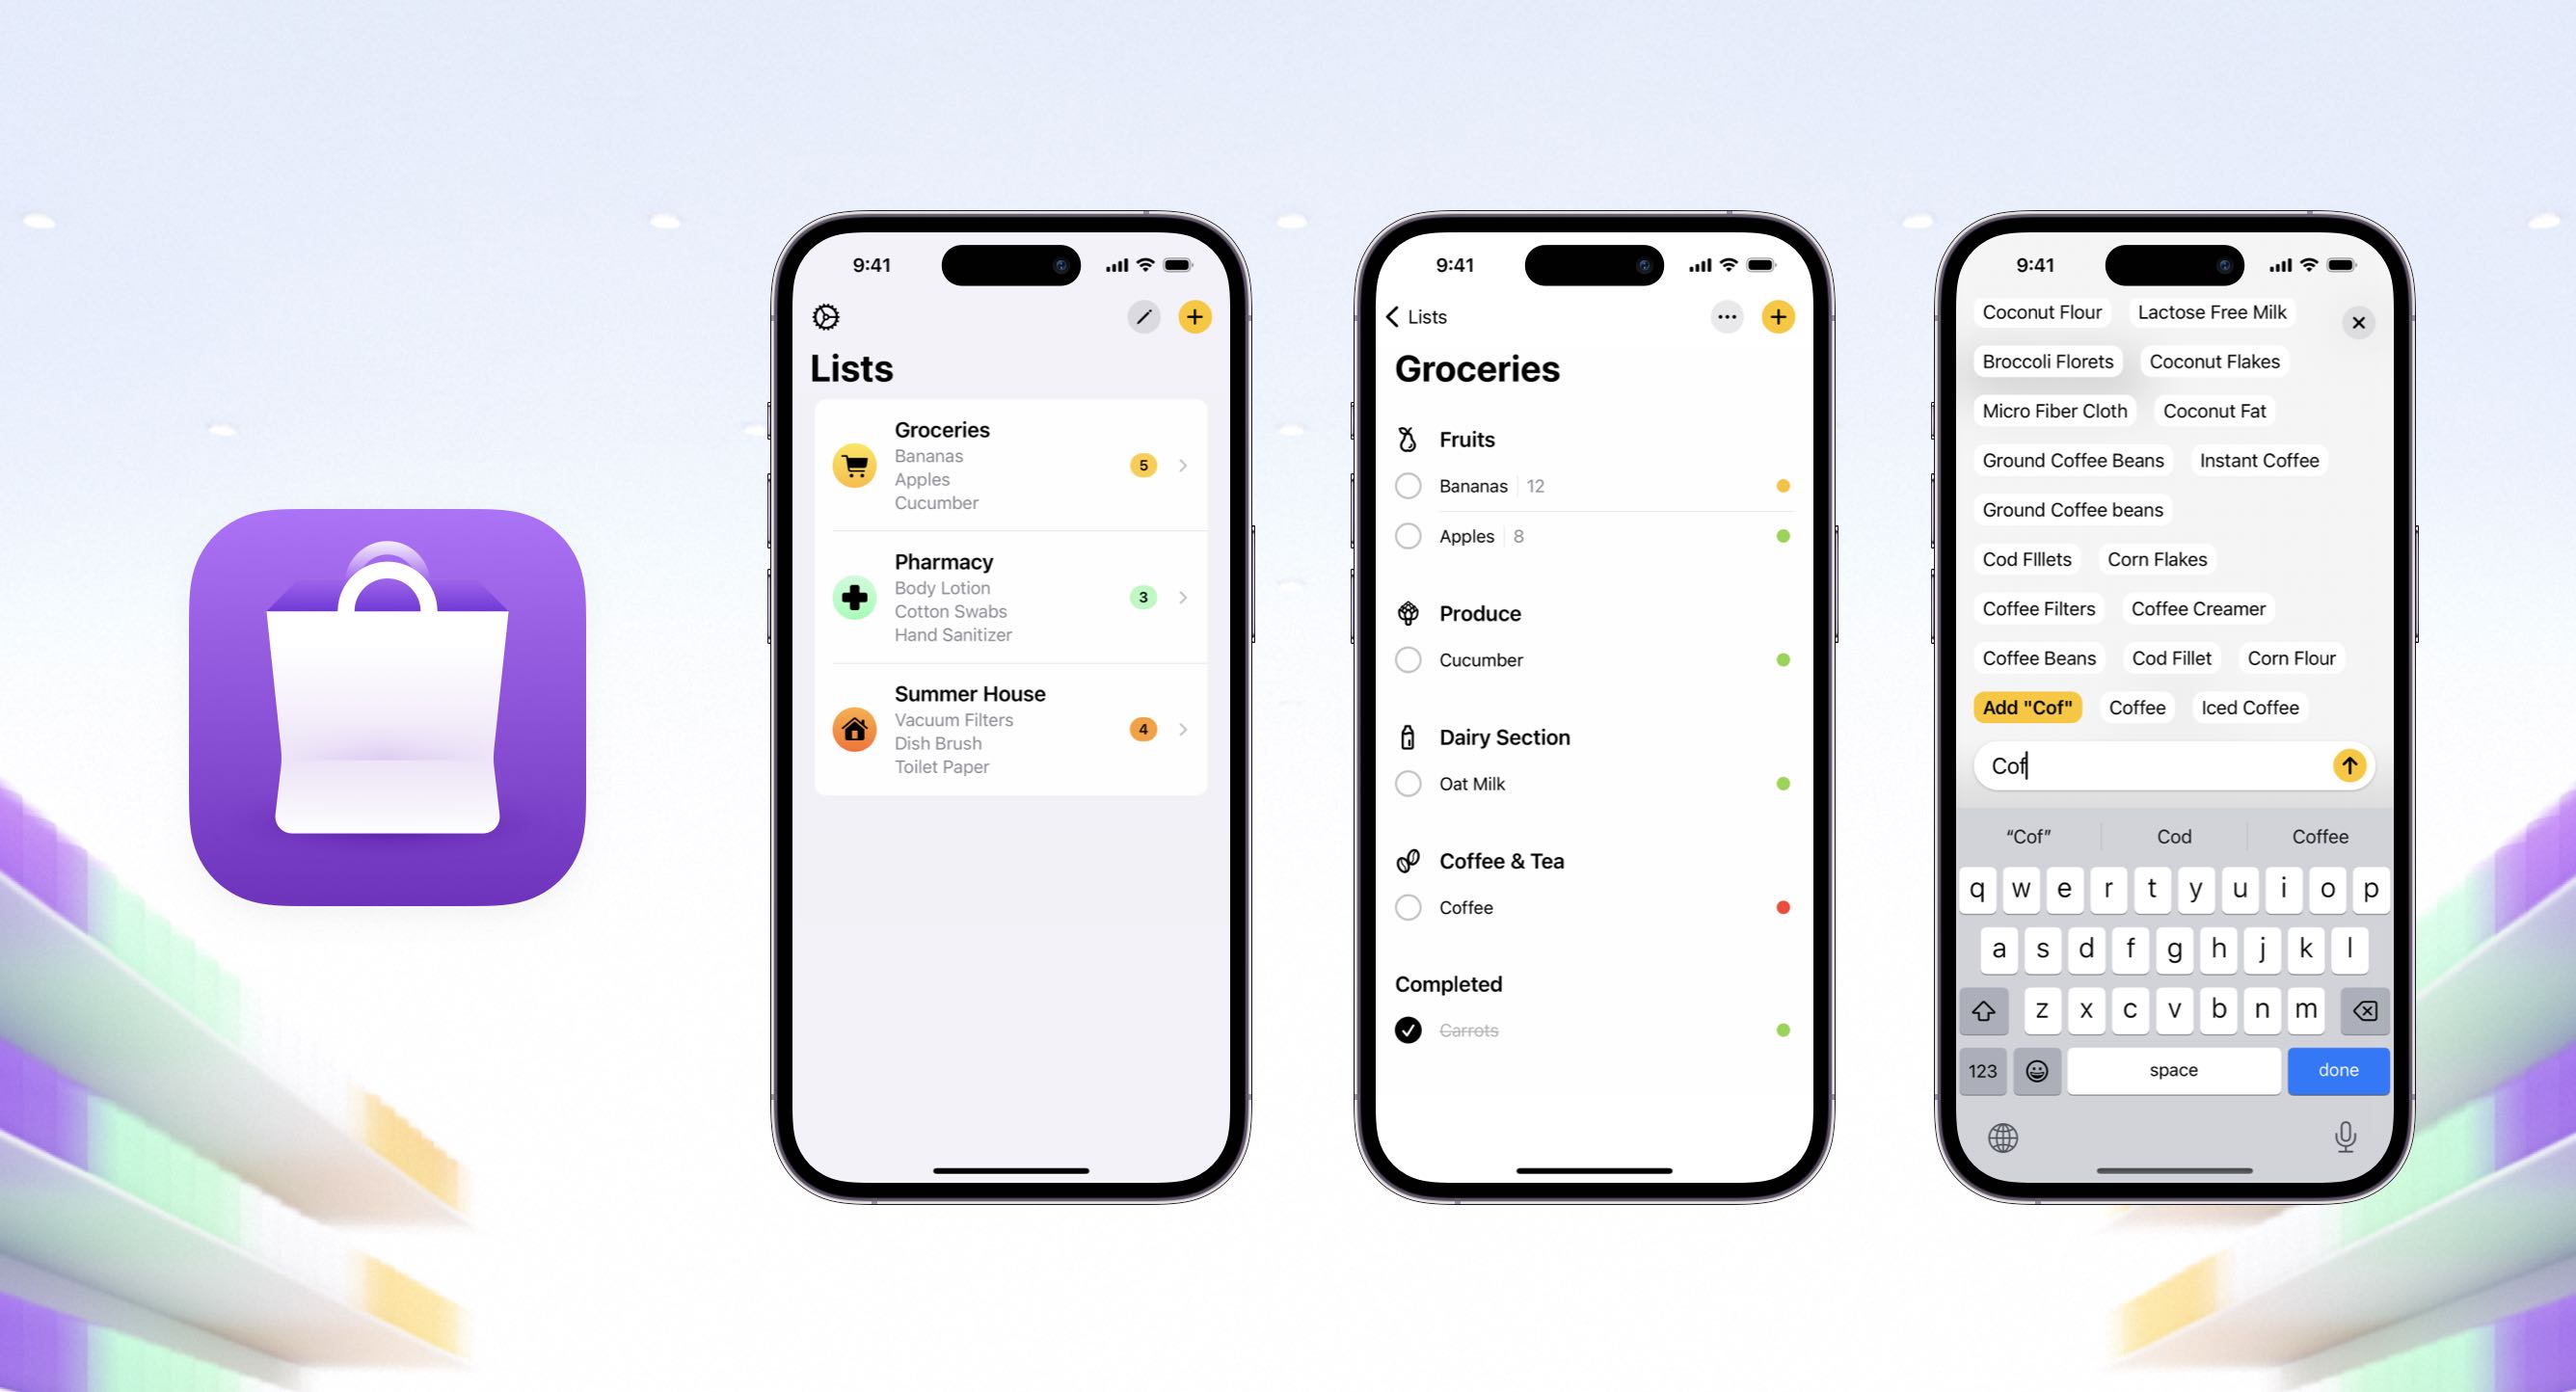 9:41
Lists
Groceries
Bananas
Apples
Cucumber
5
Pharmacy
Body Lotion
Cotton Swabs
Hand Sanitizer
3
Summer House
Vacuum Filters
Dish Brush
Toilet Paper
4
9:41
Lists
Groceries
Fruits
Bananas 12
Apples 8
Produce
Cucumber
Dairy Section
Oat Milk
Coffee & Tea
Coffee
Completed
Carrots
9:41
Coconut Flour Lactose Free Milk
Broccoli Florets Coconut Flakes
Micro Fiber Cloth Coconut Fat
Ground Coffee Beans Instant Coffee
Ground Coffee beans
Cod FIllets Corn Flakes
Coffee Filters Coffee Creamer
Coffee Beans Cod Fillet Corn Flour
Add "Cof" Coffee Iced Coffee
Cof
“Cof” Cod Coffee
q w e r t y u i o p
a s d f g h j k l
z x c v b n m
123 space done